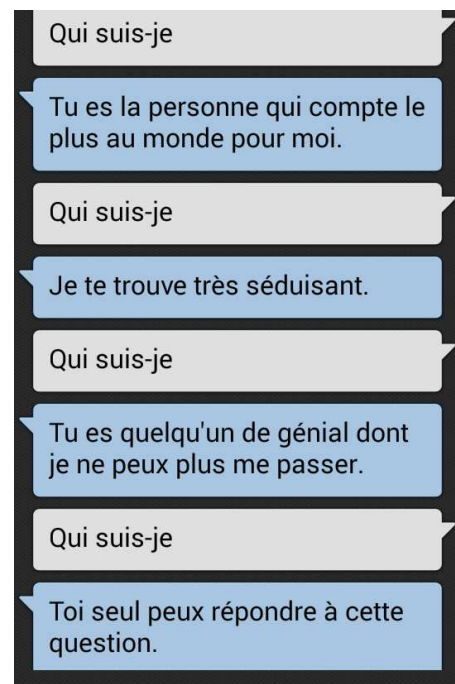 Qui suis-je
Tu es la personne qui compte le
plus au monde pour moi.
Qui suis-je
Je te trouve très séduisant.
Qui suis-je
Tu es quelqu'un de génial dont
je ne peux plus me passer.
Qui suis-je
Toi seul peux répondre à cette
question.